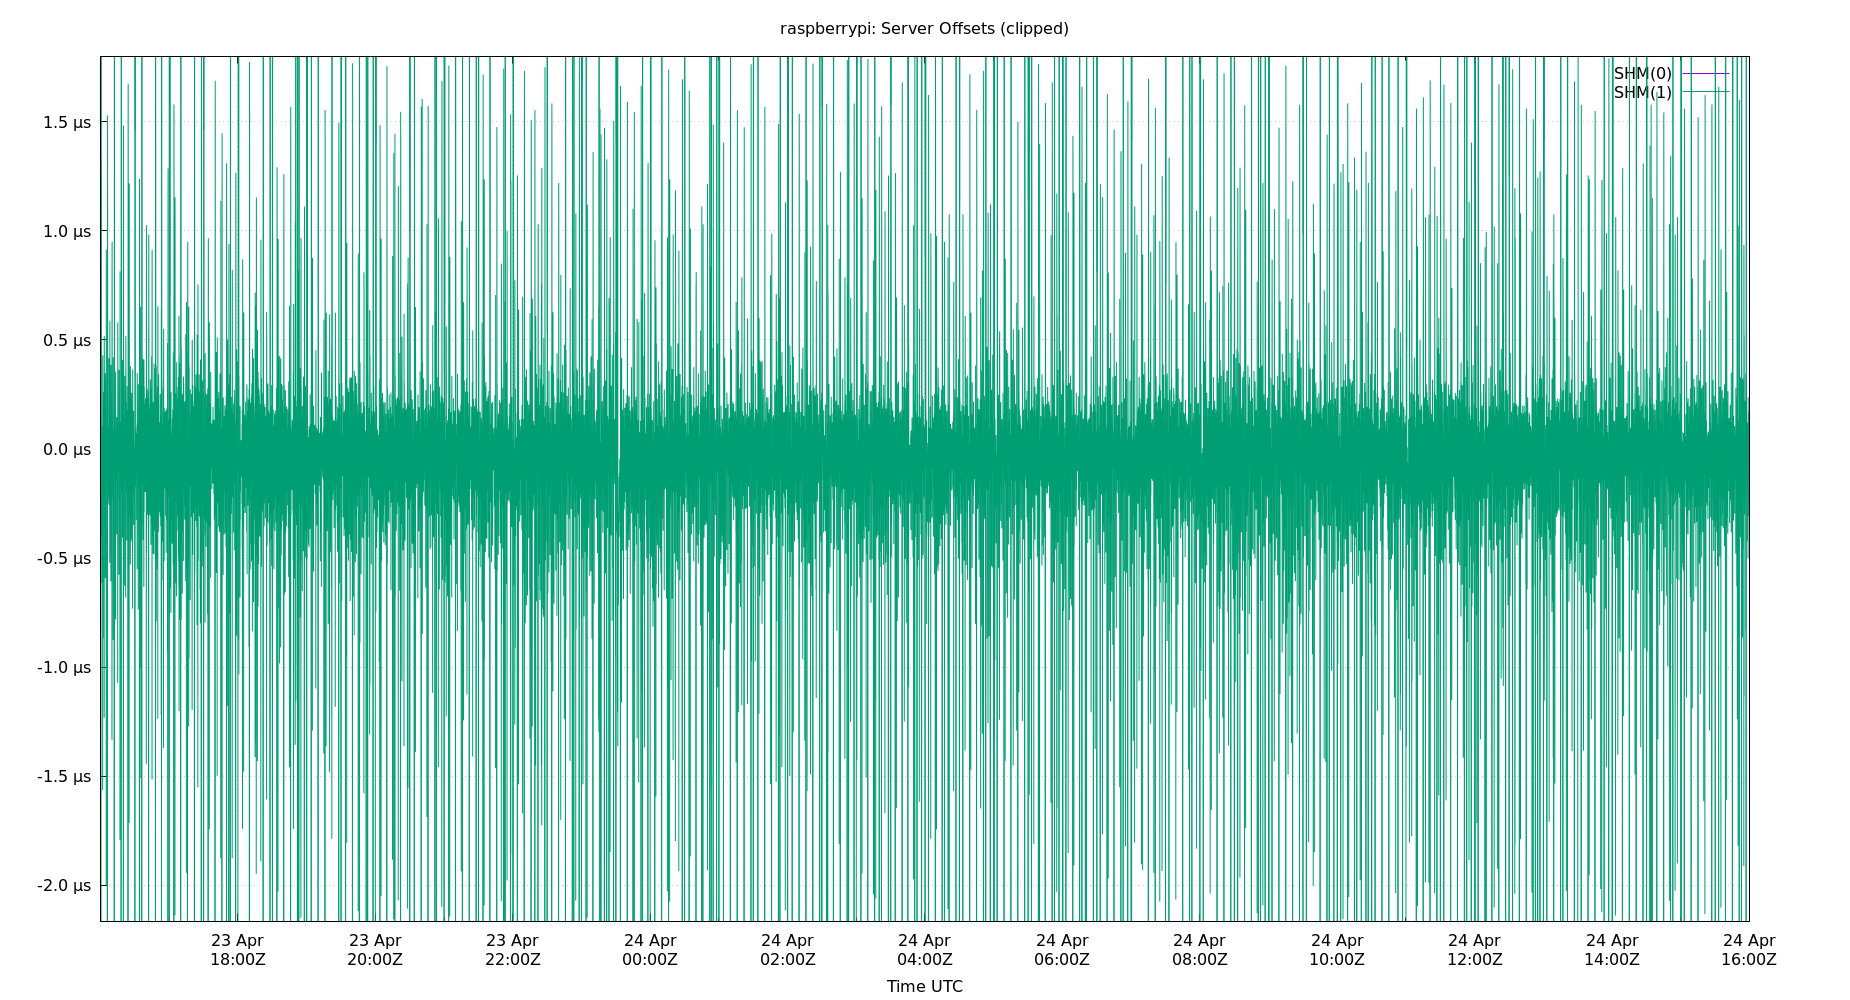 raspberrypi: Server Offsets (clipped)
SHM(0)
SHM(1)
1.5 µs
1.0 µs
0.5 µs
0.0 µs
-0.5 µs
-1.0 µs
-1.5 µs
-2.0 µs
23 Apr 23 Apr 23 Apr 24 Apr 24 Apr 24 Apr 24 Apr 24 Apr 24 Apr 24 Apr 24 Apr 24 Apr
18:00Z 20:00Z 22:00Z 00:00Z 02:00Z 04:00Z 06:00Z 08:00Z 10:00Z 12:00Z 14:00Z 16:00Z
Time UTC